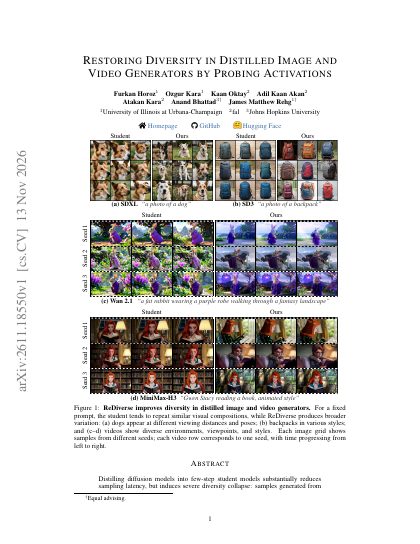 RESTORING DIVERSITY IN DISTILLED IMAGE AND
VIDEO GENERATORS BY PROBING ACTIVATIONS
Furkan Horoz¹ Ozgur Kara¹ Kaan Oktay² Adil Kaan Akan²
Atakan Kara² Anand Bhattad³† James Matthew Rehg¹†
¹University of Illinois at Urbana-Champaign ²fal ³Johns Hopkins University
Homepage GitHub Hugging Face
Student Ours Student Ours
(a) SDXL "a photo of a dog" (b) SD3 "a photo of a backpack"
Student Ours
Seed 1
Seed 2
Seed 3
(c) Wan 2.1 "a fat rabbit wearing a purple robe walking through a fantasy landscape"
Student Ours
Seed 1
Seed 2
Seed 3
(d) MiniMax-H3 "Gwen Stacy reading a book, animated style"
Figure 1: ReDiverse improves diversity in distilled image and video generators. For a fixed
prompt, the student tends to repeat similar visual compositions, while ReDiverse produces broader
variation: (a) dogs appear at different viewing distances and poses; (b) backpacks in various styles;
and (c–d) videos show diverse environments, viewpoints, and styles. Each image grid shows
samples from different seeds; each video row corresponds to one seed, with time progressing from
left to right.
ABSTRACT
Distilling diffusion models into few-step student models substantially reduces
sampling latency, but induces severe diversity collapse: samples generated from
†Equal advising.
1
arXiv:2611.18550v1 [cs.CV] 13 Nov 2026